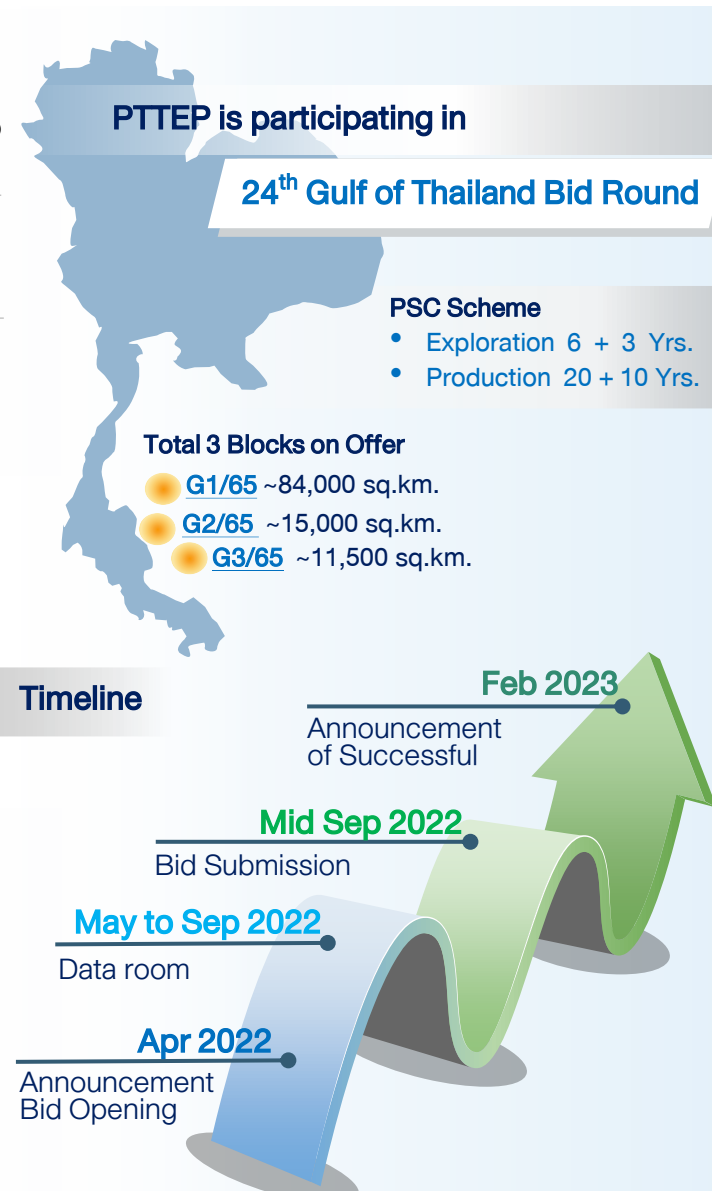 PTTEP is participating in
24th Gulf of Thailand Bid Round
PSC Scheme
• Exploration 6 + 3 Yrs.
• Production 20 + 10 Yrs.
Total 3 Blocks on Offer
G1/65 ~84,000 sq.km.
G2/65 ~15,000 sq.km.
G3/65 ~11,500 sq.km.
Timeline
Feb 2023
Announcement
of Successful
Mid Sep 2022
Bid Submission
May to Sep 2022
Data room
Apr 2022
Announcement
Bid Opening